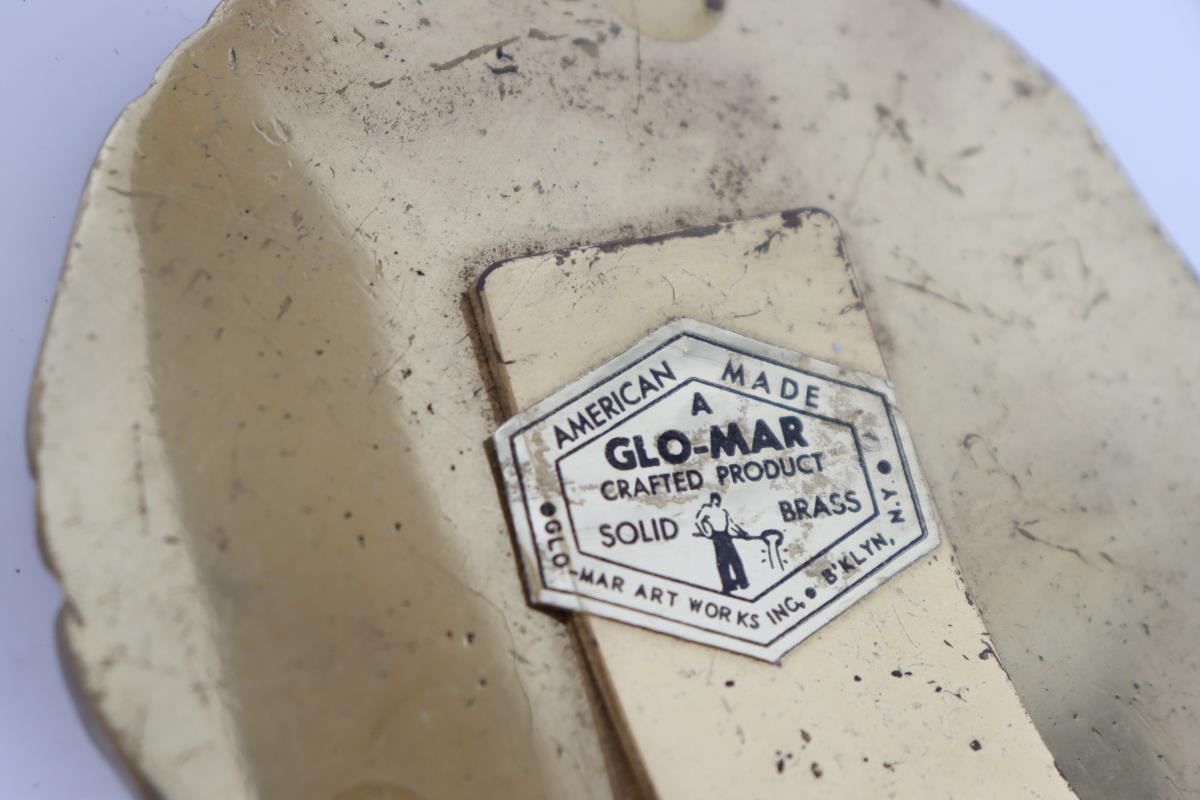 AMERICAN MADE
A
GLO-MAR
CRAFTED PRODUCT
SOLID BRASS
●GLO-MAR ART WORKS INC,● B'KLYN, N.Y●